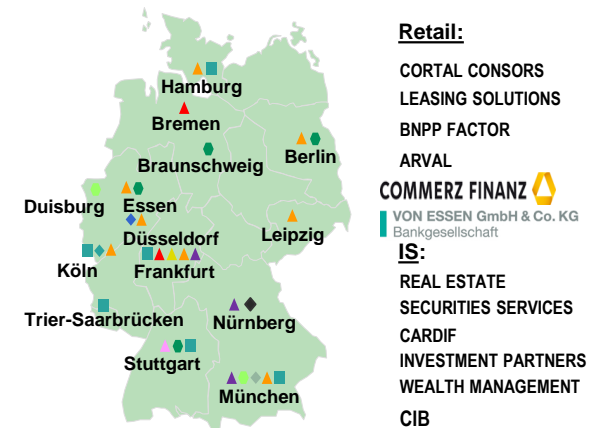 Hamburg
Bremen
Braunschweig
Berlin
Duisburg
Essen
Düsseldorf
Leipzig
Köln
Frankfurt
Trier-Saarbrücken
Nürnberg
Stuttgart
München
Retail:
CORTAL CONSORS
LEASING SOLUTIONS
BNPP FACTOR
ARVAL
COMMERZ FINANZ
VON ESSEN GmbH & Co. KG
Bankgesellschaft
IS:
REAL ESTATE
SECURITIES SERVICES
CARDIF
INVESTMENT PARTNERS
WEALTH MANAGEMENT
CIB